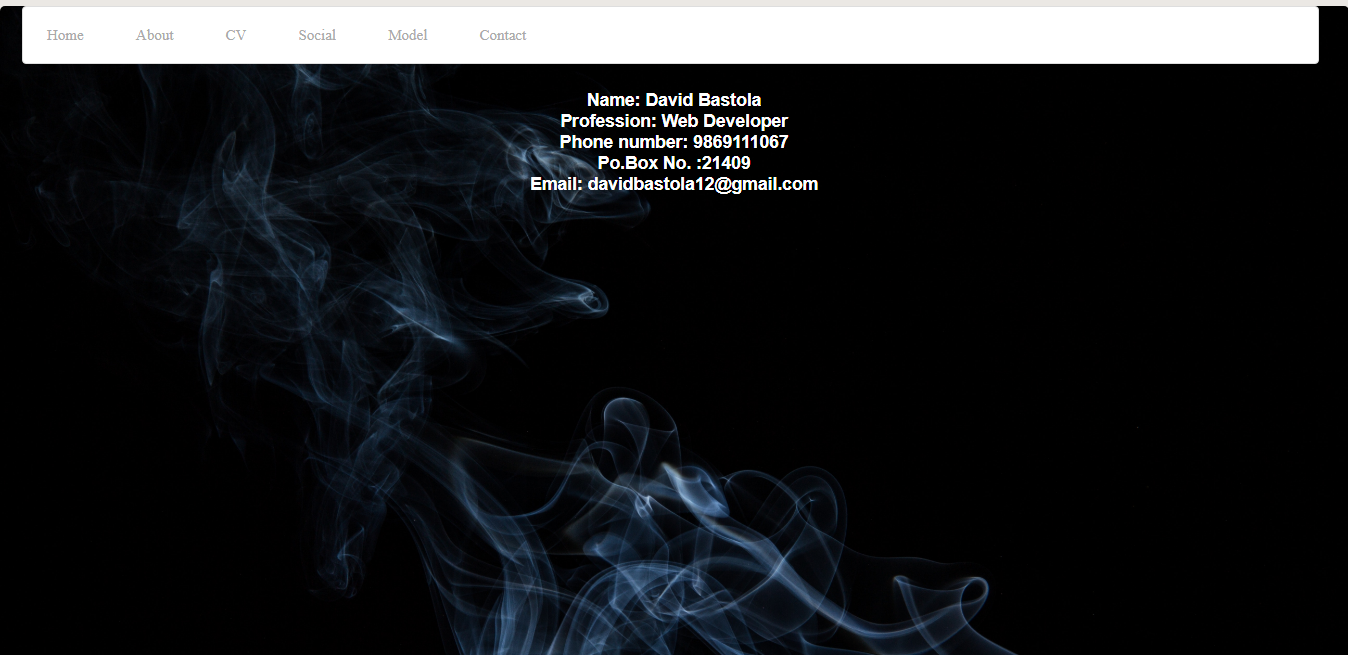 Home About CV Social Model Contact
Name: David Bastola
Profession: Web Developer
Phone number: 9869111067
Po.Box No. :21409
Email: davidbastola12@gmail.com